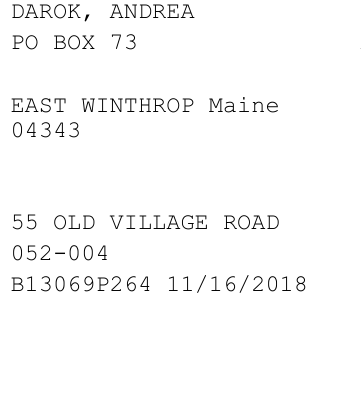 DAROK, ANDREA
PO BOX 73
EAST WINTHROP Maine
04343
55 OLD VILLAGE ROAD
052-004
B13069P264 11/16/2018